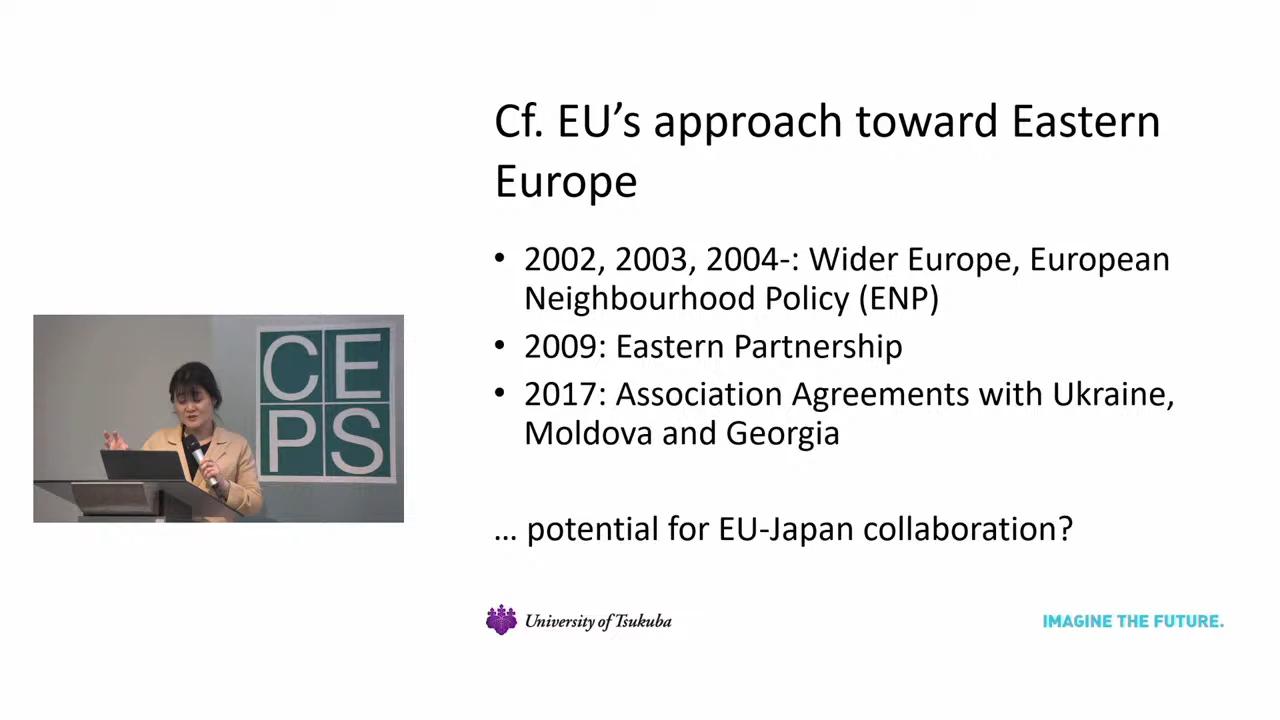 Cf. EU’s approach toward Eastern
Europe
• 2002, 2003, 2004-: Wider Europe, European
Neighbourhood Policy (ENP)
• 2009: Eastern Partnership
• 2017: Association Agreements with Ukraine,
Moldova and Georgia
... potential for EU-Japan collaboration?
CE
PS
University of Tsukuba
IMAGINE THE FUTURE.